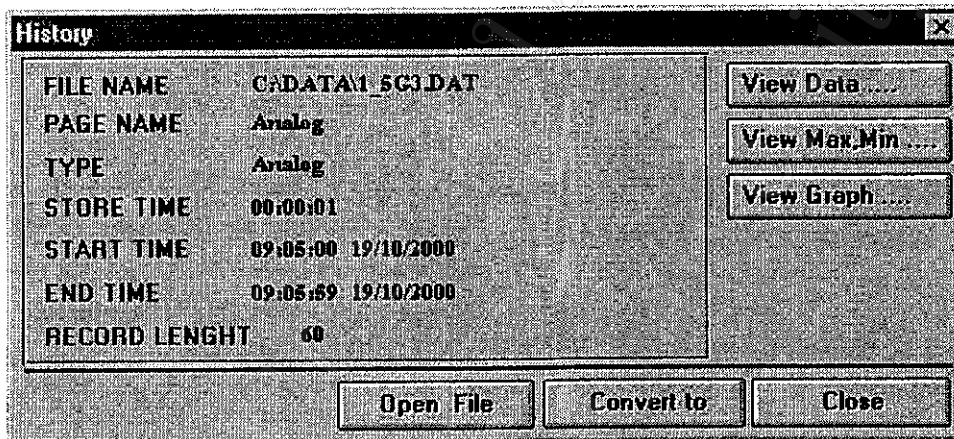 History
FILE NAME C:\DATA\1_SG3.DAT
View Data ....
PAGE NAME Analog
View Max,Min ....
TYPE Analog
View Graph ....
STORE TIME 00:00:01
START TIME 09:05:00 19/10/2000
END TIME 09:05:59 19/10/2000
RECORD LENGHT 60
Open File Convert to Close